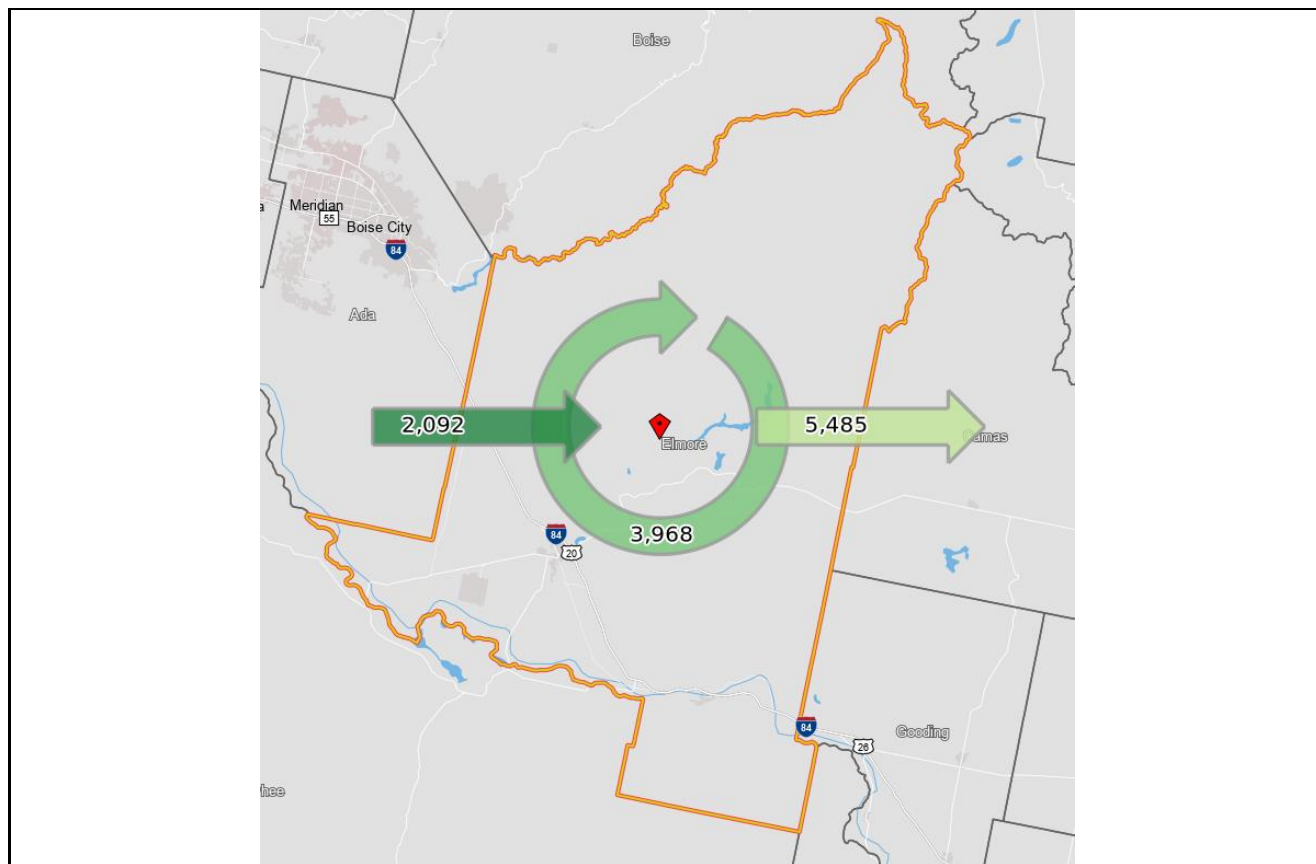 Boise
Meridian
55
Boise City
84
Ada
2,092
5,485
Elmore
Camas
3,968
84
20
84
Gooding
26
hee